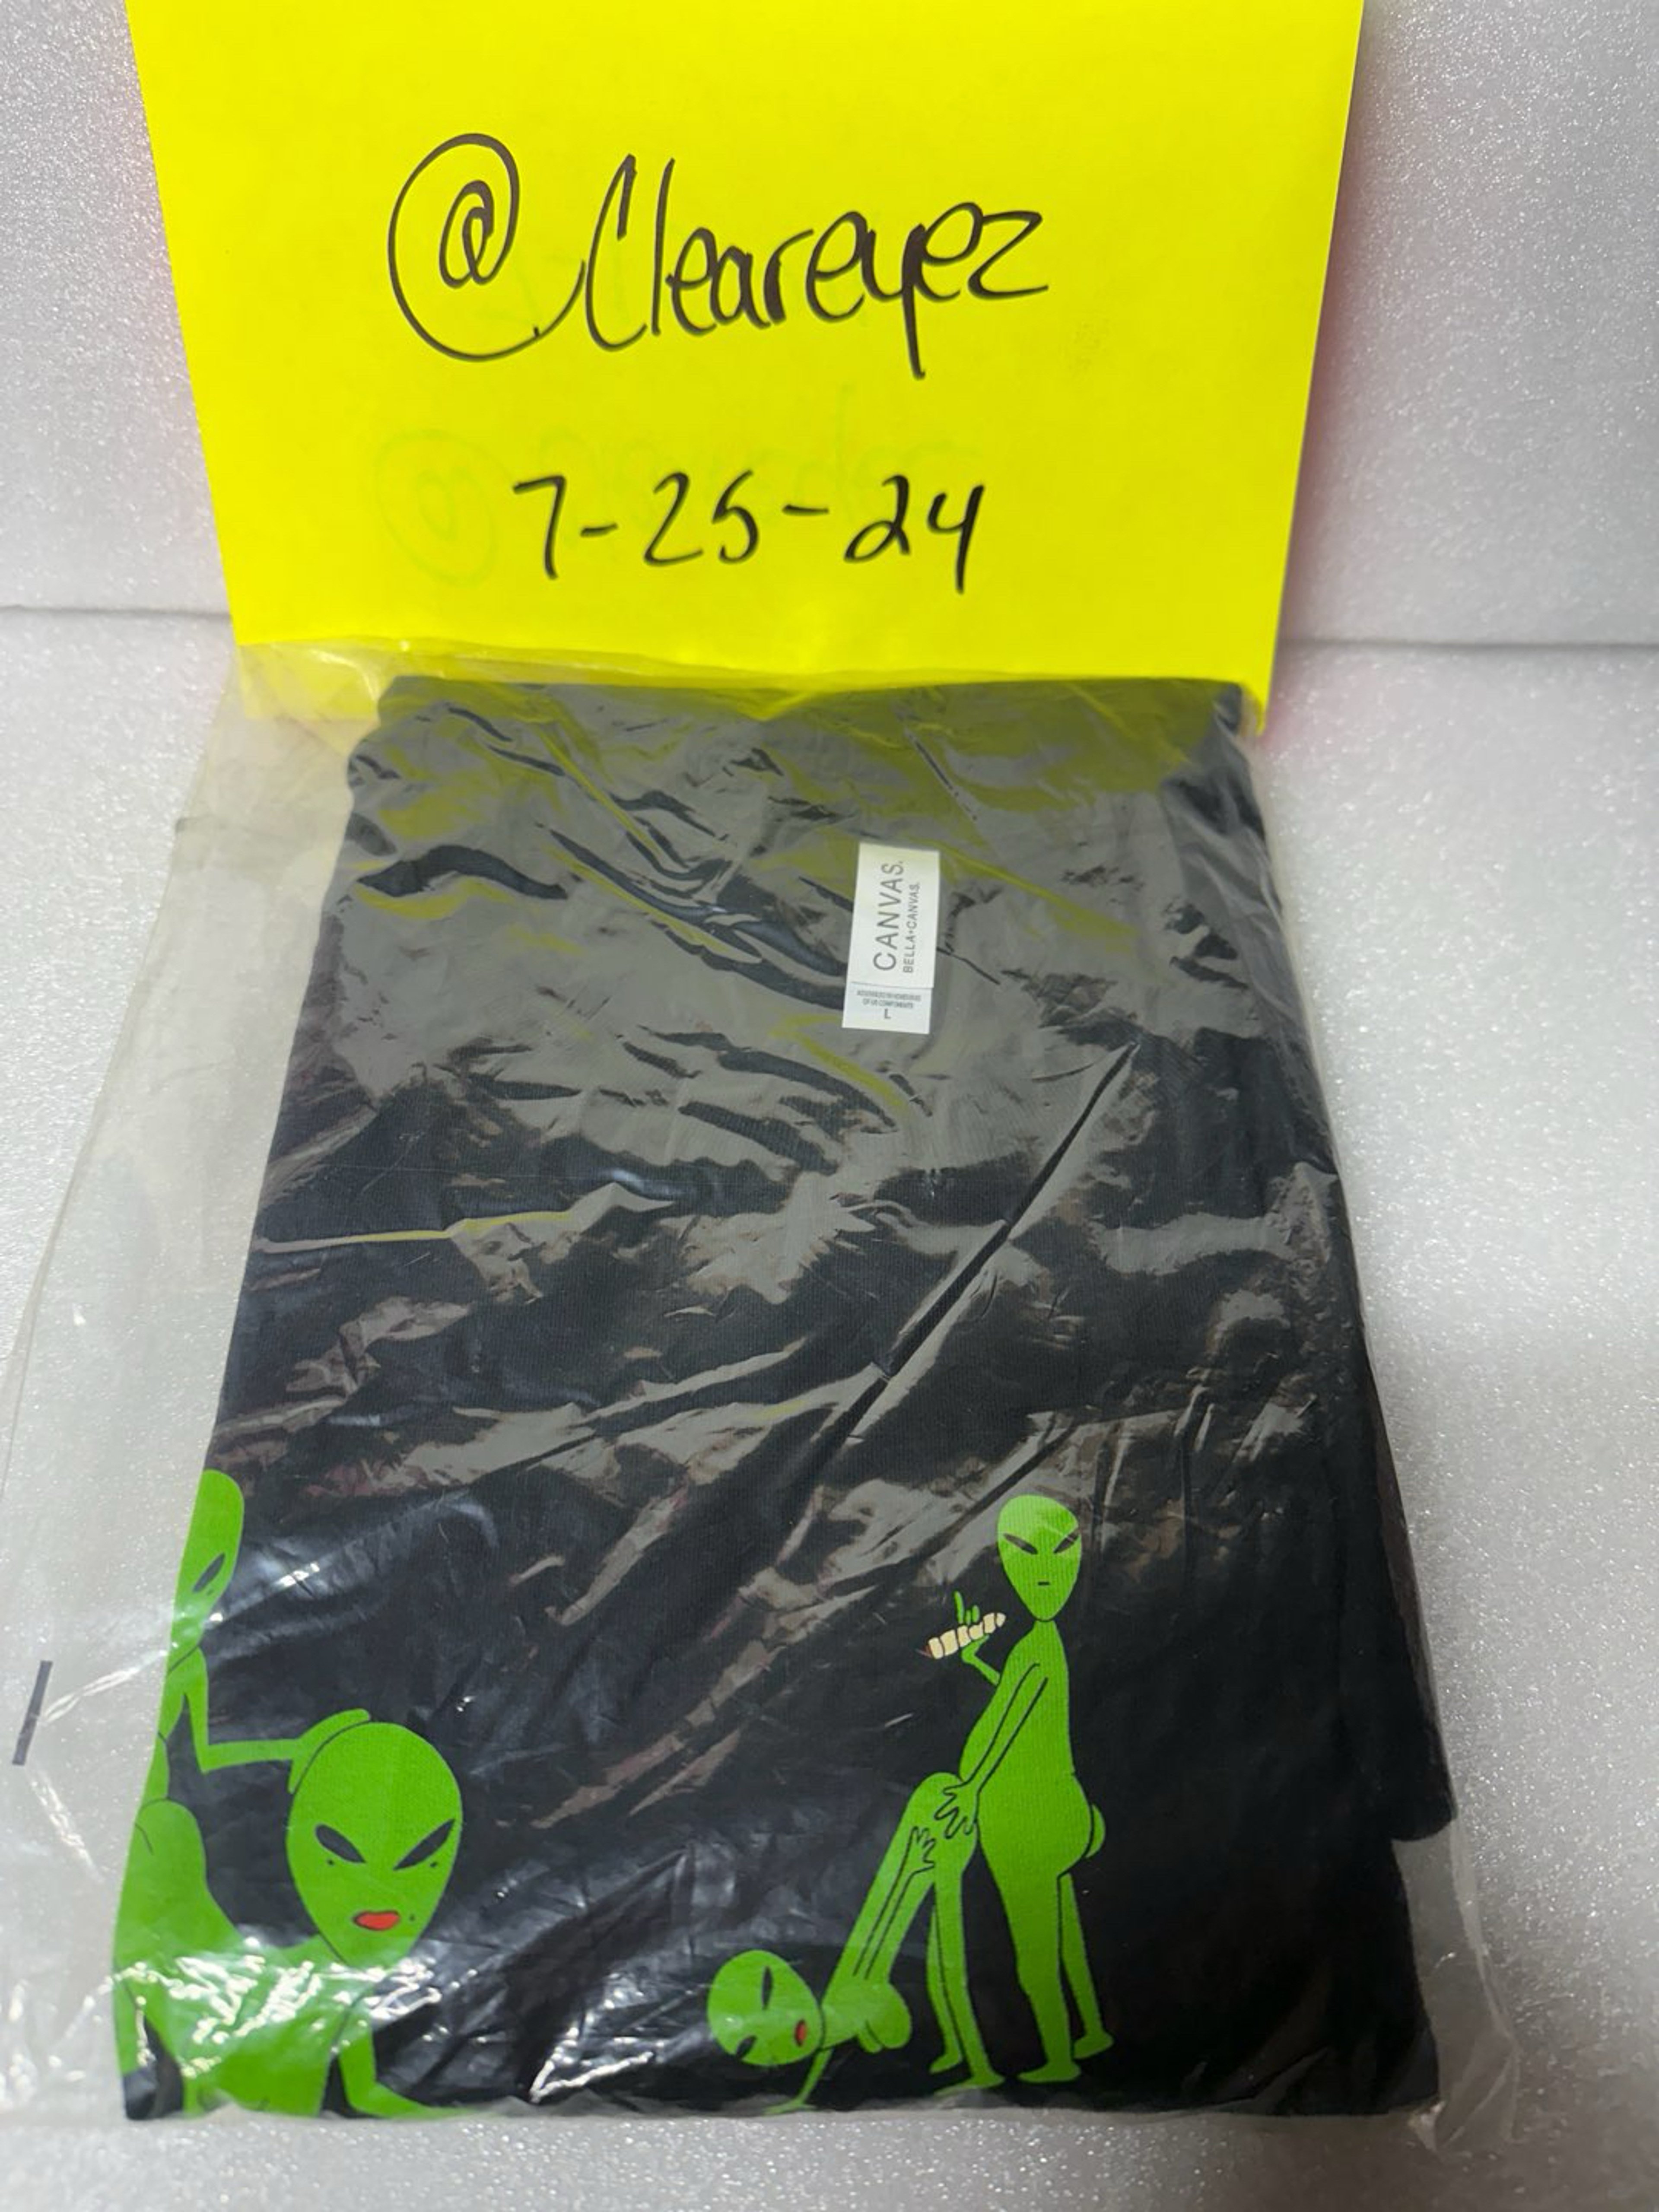 @Cleareyez
7-25-24
CANVAS.
BELLA+CANVAS.
L